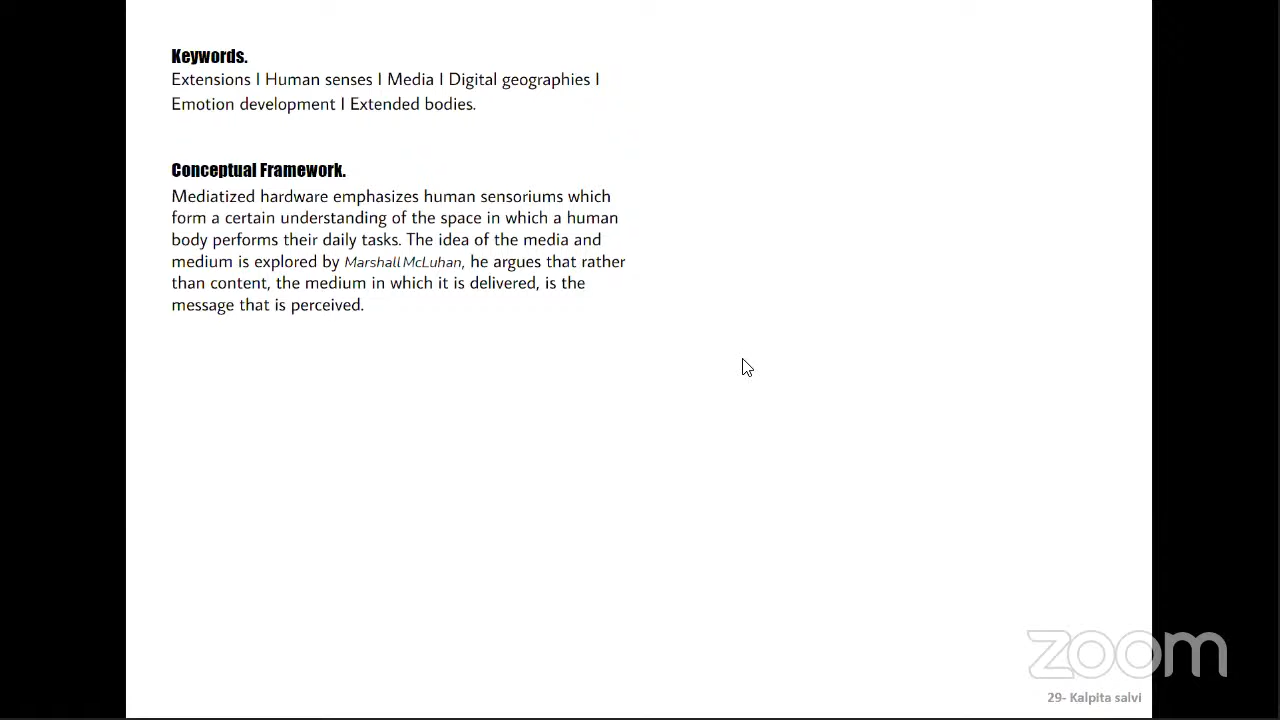 Keywords.
Extensions I Human senses I Media I Digital geographies I
Emotion development I Extended bodies.
Conceptual Framework.
Mediatized hardware emphasizes human sensoriums which
form a certain understanding of the space in which a human
body performs their daily tasks. The idea of the media and
medium is explored by Marshall McLuhan, he argues that rather
than content, the medium in which it is delivered, is the
message that is perceived.
zoom
29- Kalpita salvi